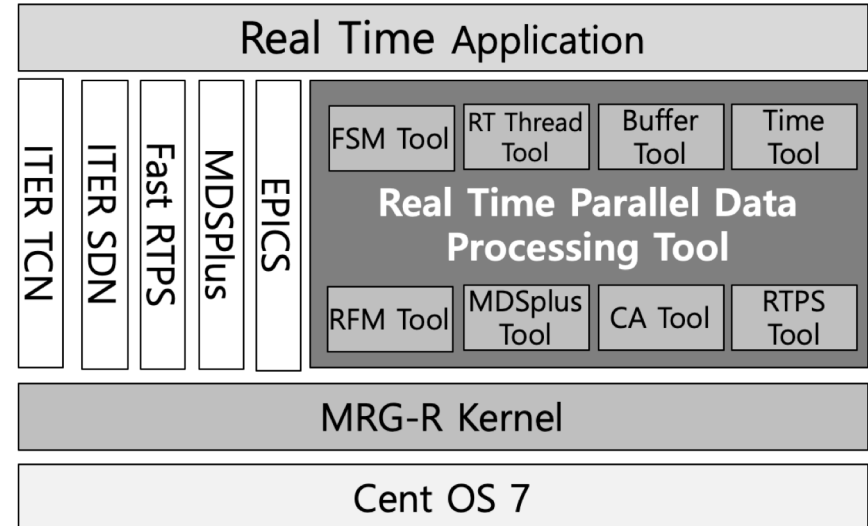 Real Time Application
ITER TCN
ITER SDN
Fast RTPS
MDSPlus
EPICS
FSM Tool
RT Thread
Tool
Buffer
Tool
Time
Tool
Real Time Parallel Data
Processing Tool
RFM Tool
MDSplus
Tool
CA Tool
RTPS
Tool
MRG-R Kernel
Cent OS 7